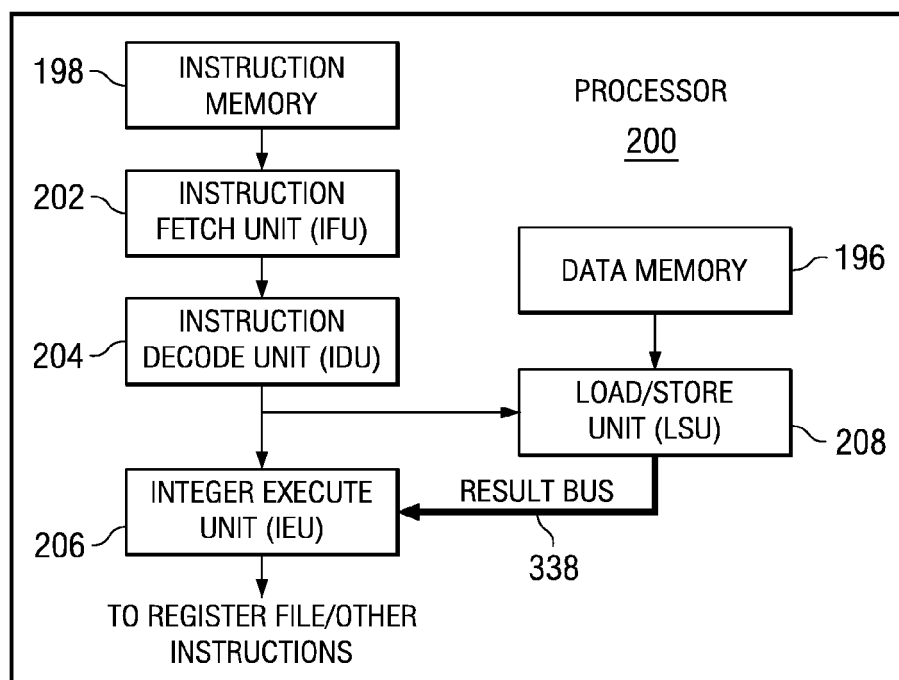 198
INSTRUCTION
MEMORY
PROCESSOR
200
202
INSTRUCTION
FETCH UNIT (IFU)
DATA MEMORY
196
204
INSTRUCTION
DECODE UNIT (IDU)
LOAD/STORE
UNIT (LSU)
208
206
INTEGER EXECUTE
UNIT (IEU)
RESULT BUS
338
TO REGISTER FILE/OTHER
INSTRUCTIONS